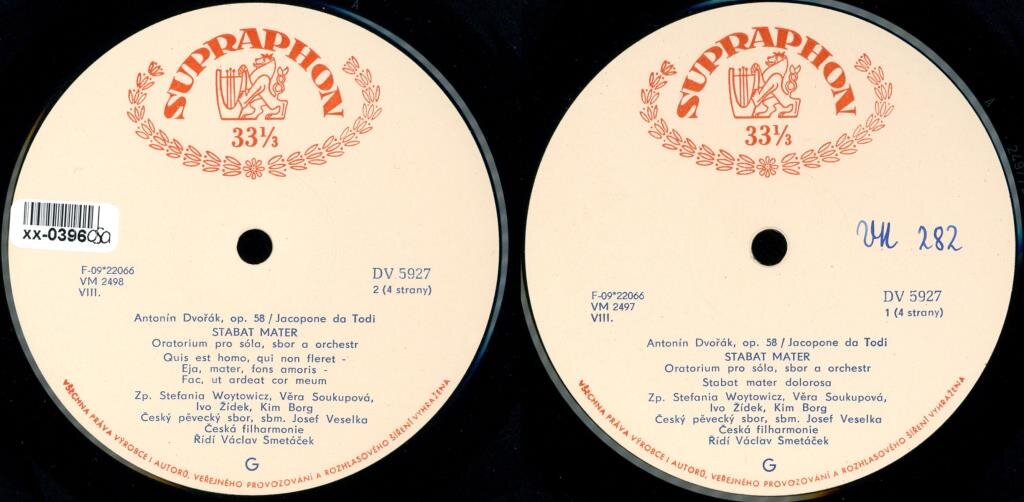 SUPRAPHON
33⅓
xx-0396
F-09*22066
VM 2498
VIII.
DV 5927
2 (4 strany)
Antonín Dvořák, op. 58 / Jacopone da Todi
STABAT MATER
Oratorium pro sóla, sbor a orchestr
Quis est homo, qui non fleret -
Eja, mater, fons amoris -
Fac, ut ardeat cor meum
Zp. Stefania Woytowicz, Věra Soukupová,
Ivo Žídek, Kim Borg
Český pěvecký sbor, sbm. Josef Veselka
Česká filharmonie
Řídí Václav Smetáček
G
VŠECHNA PRÁVA VÝROBCE I AUTORŮ, VEŘEJNÉHO PROVOZOVÁNÍ A ROZHLASOVÉHO ŠÍŘENÍ VYHRAŽENA
SUPRAPHON
33⅓
VM 282
F-09*22066
VM 2497
VIII.
DV 5927
1 (4 strany)
Antonín Dvořák, op. 58 / Jacopone da Todi
STABAT MATER
Oratorium pro sóla, sbor a orchestr
Stabat mater dolorosa
Zp. Stefania Woytowicz, Věra Soukupová,
Ivo Žídek, Kim Borg
Český pěvecký sbor, sbm. Josef Veselka
Česká filharmonie
Řídí Václav Smetáček
G
VŠECHNA PRÁVA VÝROBCE I AUTORŮ, VEŘEJNÉHO PROVOZOVÁNÍ A ROZHLASOVÉHO ŠÍŘENÍ VYHRAŽENA